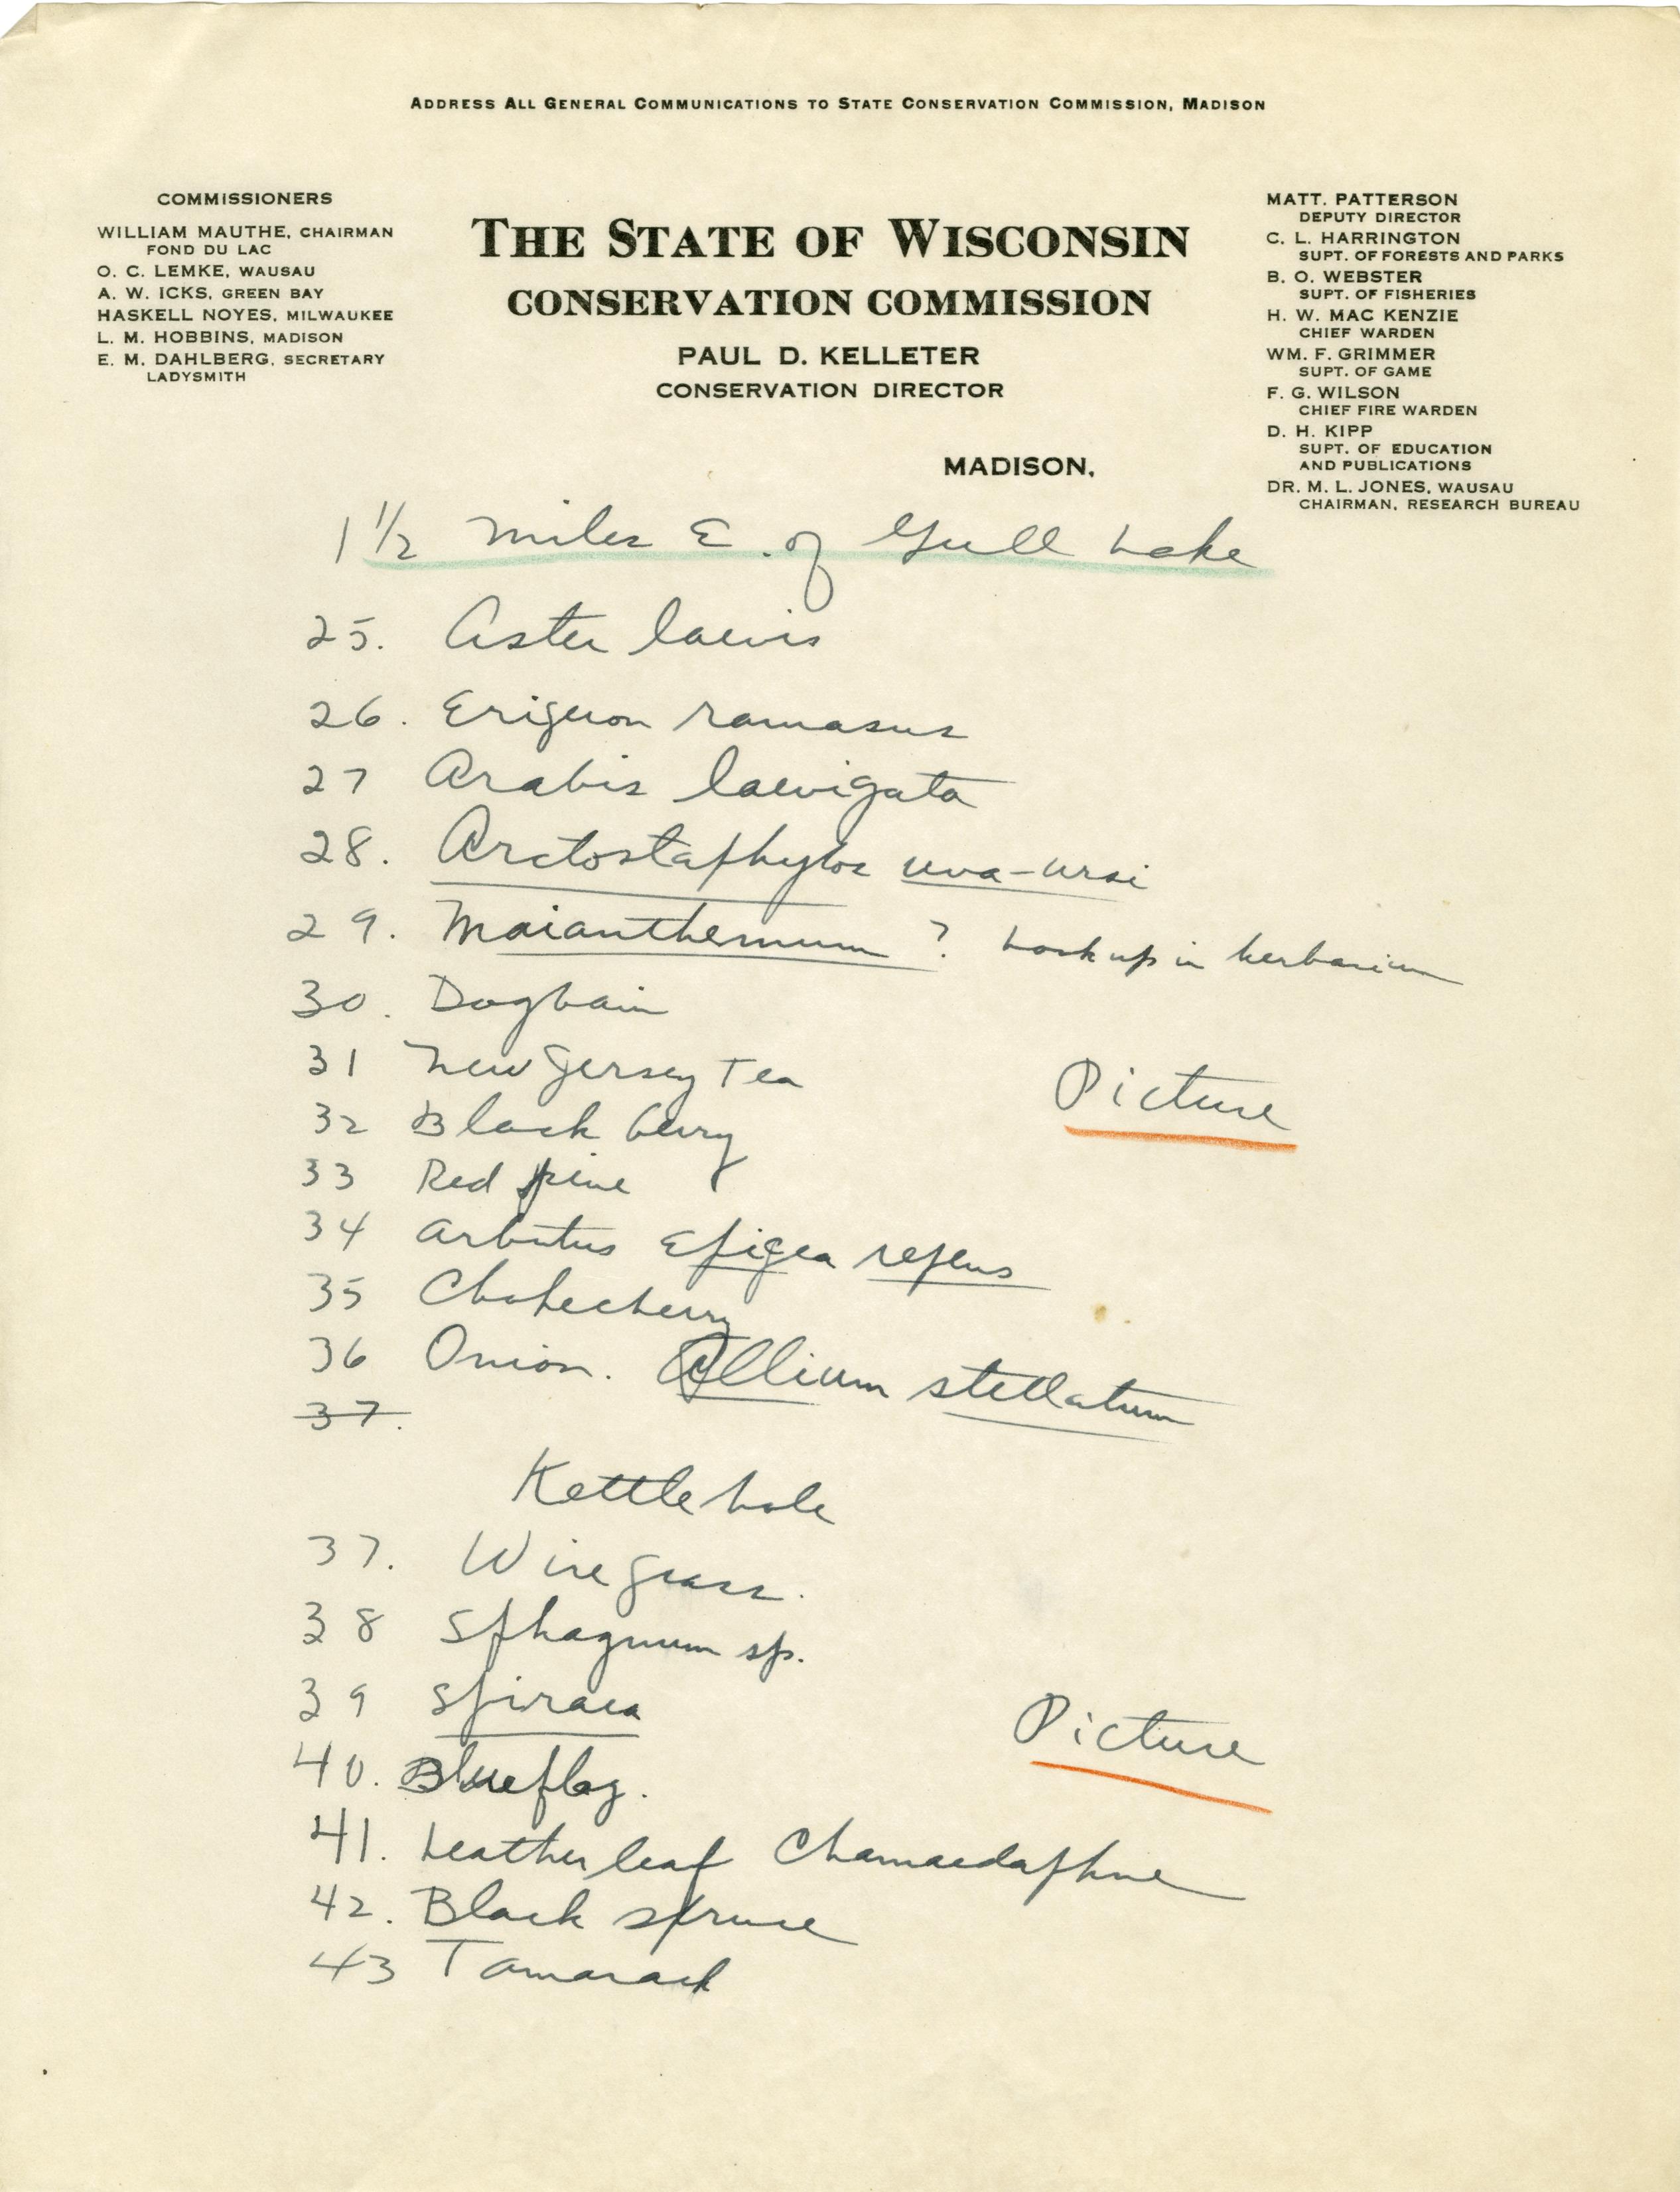 ADDRESS ALL GENERAL COMMUNICATIONS TO STATE CONSERVATION COMMISSION, MADISON
COMMISSIONERS
WILLIAM MAUTHE, CHAIRMAN
FOND DU LAC
O. C. LEMKE, WAUSAU
A. W. ICKS, GREEN BAY
HASKELL NOYES, MILWAUKEE
L. M. HOBBINS, MADISON
E. M. DAHLBERG, SECRETARY
LADYSMITH
THE STATE OF WISCONSIN
CONSERVATION COMMISSION
PAUL D. KELLETER
CONSERVATION DIRECTOR
MADISON,
MATT. PATTERSON
DEPUTY DIRECTOR
C. L. HARRINGTON
SUPT. OF FORESTS AND PARKS
B. O. WEBSTER
SUPT. OF FISHERIES
H. W. MAC KENZIE
CHIEF WARDEN
WM. F. GRIMMER
SUPT. OF GAME
F. G. WILSON
CHIEF FIRE WARDEN
D. H. KIPP
SUPT. OF EDUCATION
AND PUBLICATIONS
DR. M. L. JONES, WAUSAU
CHAIRMAN, RESEARCH BUREAU
1 1/2 miles E. of Gull Lake
25. Aster laevis
26. Erigeron ramasus
27 Arabis laevigata
28. Arctostaphylos uva-ursi
29. Maianthemum ? Look up in herbarium
30. Dogbain
31 New Jersey Tea
32 Black berry
Picture
33 Red pine
34 Arbutus Epigea repens
35 Chokecherry
36 Onion. Allium stellatum
37.
Kettle hole
37. Wire grass.
38 Sphagnum sp.
39 Spiraea
Picture
40. Blueflag.
41. Leather leaf Chamaedaphne
42. Black spruce
43 Tamarack